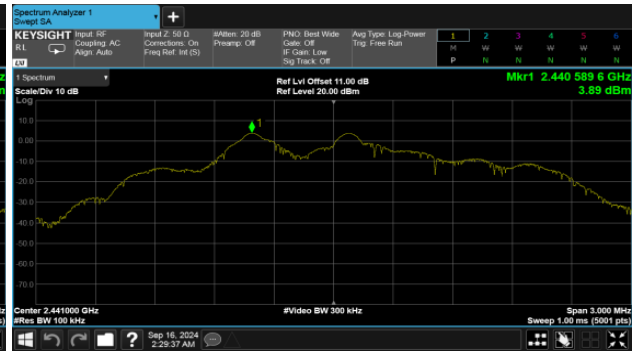 Spectrum Analyzer 1
Swept SA
KEYSIGHT Input: RF Input Z: 50 Ω #Atten: 20 dB PNO: Best Wide Avg Type: Log-Power 1 2 3 4 5 6
RL Coupling: AC Corrections: On Preamp: Off Gate: Off Trig: Free Run M W W W W W
Align: Auto Freq Ref: Int (S) IF Gain: Low P N N N N N
LXI Sig Track: Off
1 Spectrum Ref Lvl Offset 11.00 dB Mkr1 2.440 589 6 GHz
Scale/Div 10 dB Ref Level 20.00 dBm 3.89 dBm
Log
10.0
1
0.00
-10.0
-20.0
-30.0
-40.0
-50.0
-60.0
-70.0
Center 2.441000 GHz #Video BW 300 kHz Span 3.000 MHz
#Res BW 100 kHz Sweep 1.00 ms (5001 pts)
Sep 16, 2024
2:29:37 AM